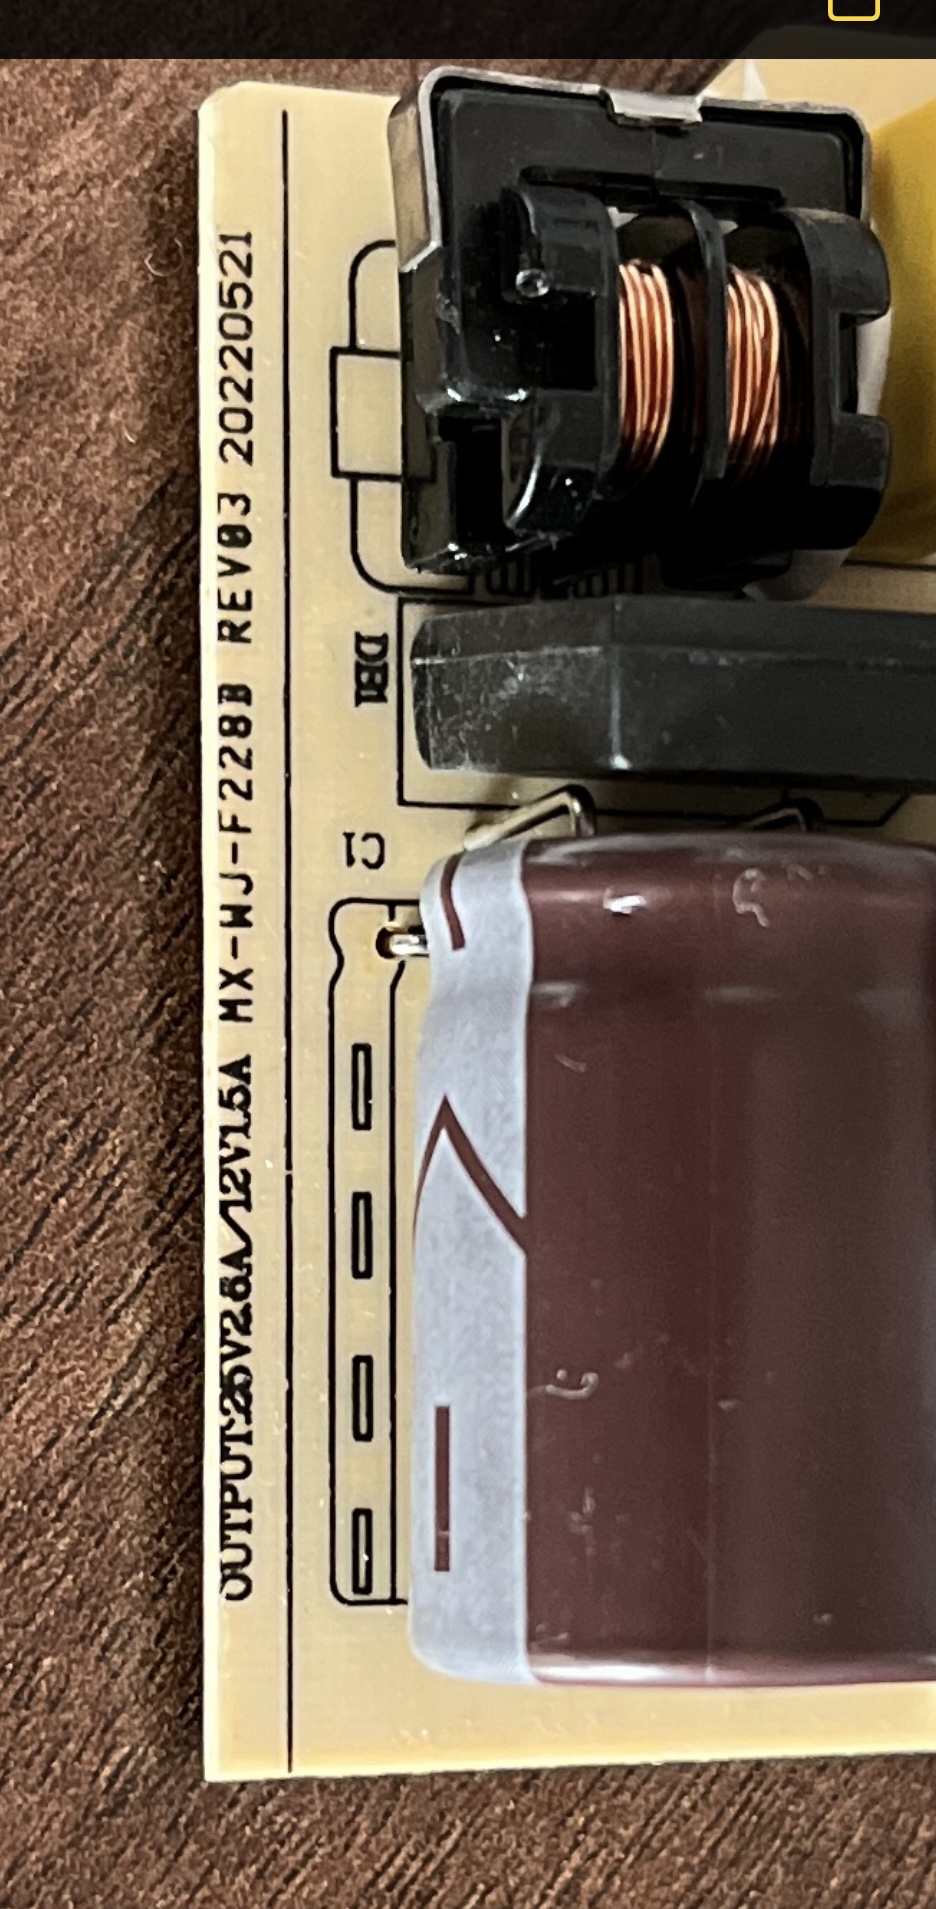 OUTPUT:25V2.6A/12V1.5A MX-WJ-F228B REV03 20220521
DB1
C1